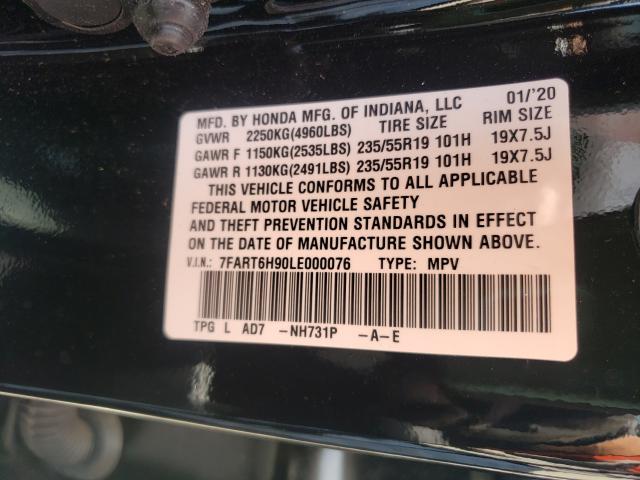 MFD. BY HONDA MFG. OF INDIANA, LLC 01/'20
GVWR 2250KG(4960LBS) TIRE SIZE RIM SIZE
GAWR F 1150KG(2535LBS) 235/55R19 101H 19X7.5J
GAWR R 1130KG(2491LBS) 235/55R19 101H 19X7.5J
THIS VEHICLE CONFORMS TO ALL APPLICABLE
FEDERAL MOTOR VEHICLE SAFETY
AND THEFT PREVENTION STANDARDS IN EFFECT
ON THE DATE OF MANUFACTURE SHOWN ABOVE.
V.I.N.: 7FART6H90LE000076 TYPE: MPV
TPG L AD7 -NH731P -A-E